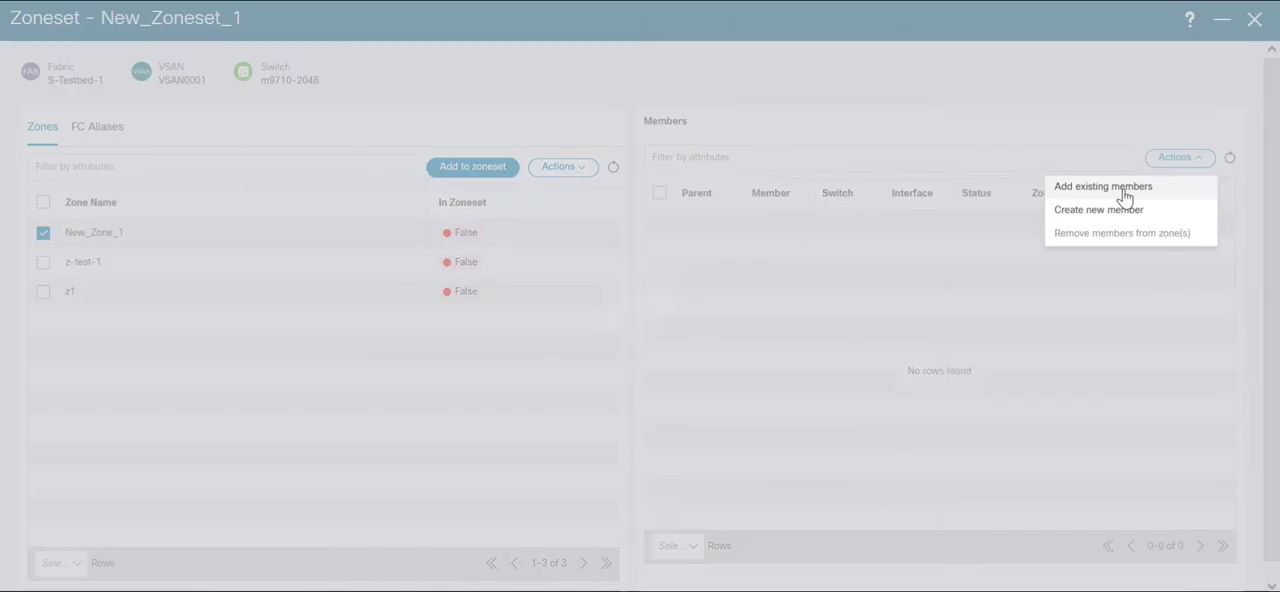 Zoneset - New_Zoneset_1
?
FAB
Fabric
S-Testbed-1
VSAN
VSAN
VSAN0001
Switch
m9710-2048
Zones
FC Aliases
Filter by attributes
Add to zoneset
Actions
Zone Name
In Zoneset
New_Zone_1
False
z-test-1
False
z1
False
Sele...
Rows
1-3 of 3
Members
Filter by attributes
Actions
Parent
Member
Switch
Interface
Status
Add existing members
Create new member
Remove members from zone(s)
No rows found
Sele...
Rows
0-0 of 0